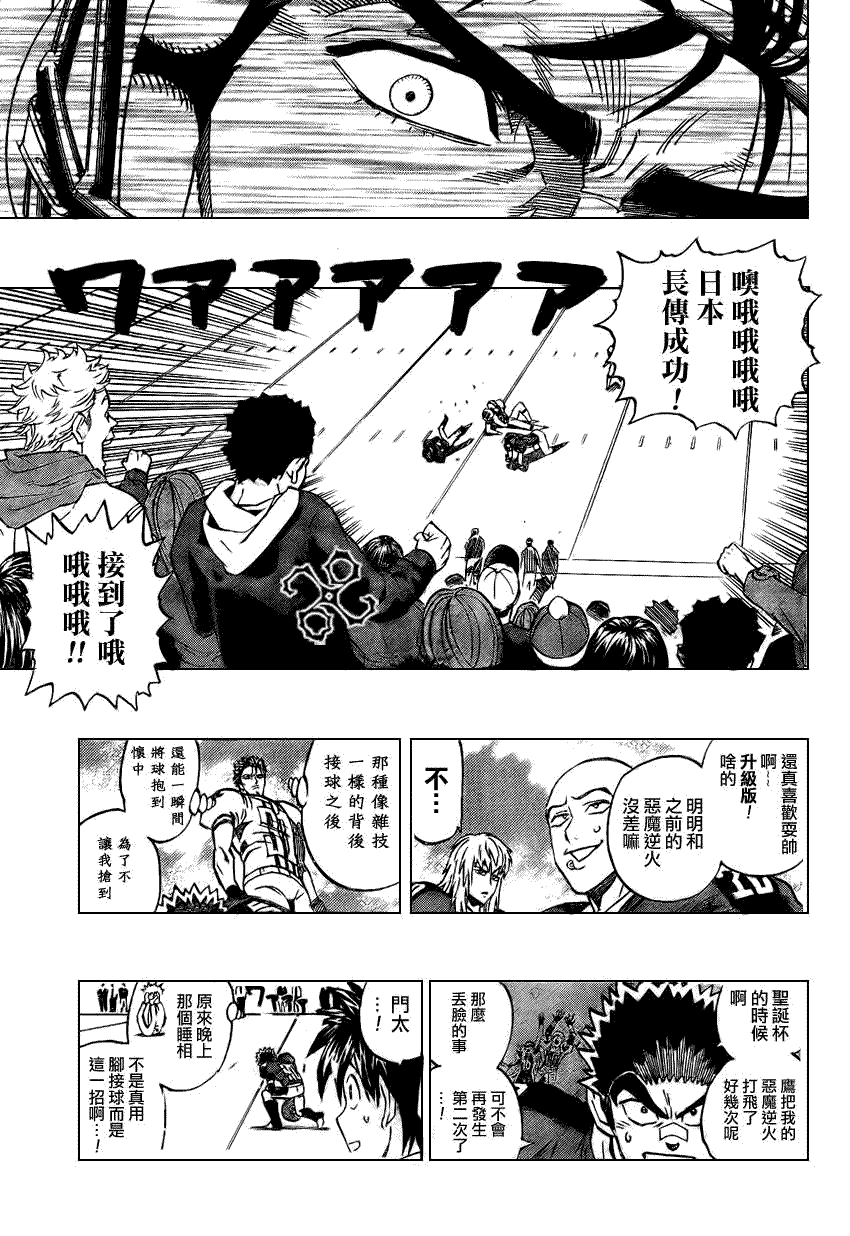 噢哦哦哦哦
日本
長傳成功！
ワアアアアア
接到了哦
哦哦哦!!
還真喜歡耍帥
啊~
升級版！
啥的
明明和
之前的
惡魔逆火
沒差嘛
不…
那種像雜技
一樣的背後
接球之後
還能一瞬間
將球抱到
懷中
為了不
讓我搶到
聖誕杯
的時候
啊
鷹把我的
惡魔逆火
打飛了
好幾次呢
那麼
丟臉的事
可不會
再發生
第二次了
…！
門太
…！
ワ
原來晚上
那個睡相
不是真用
腳接球而是
這一招啊…！